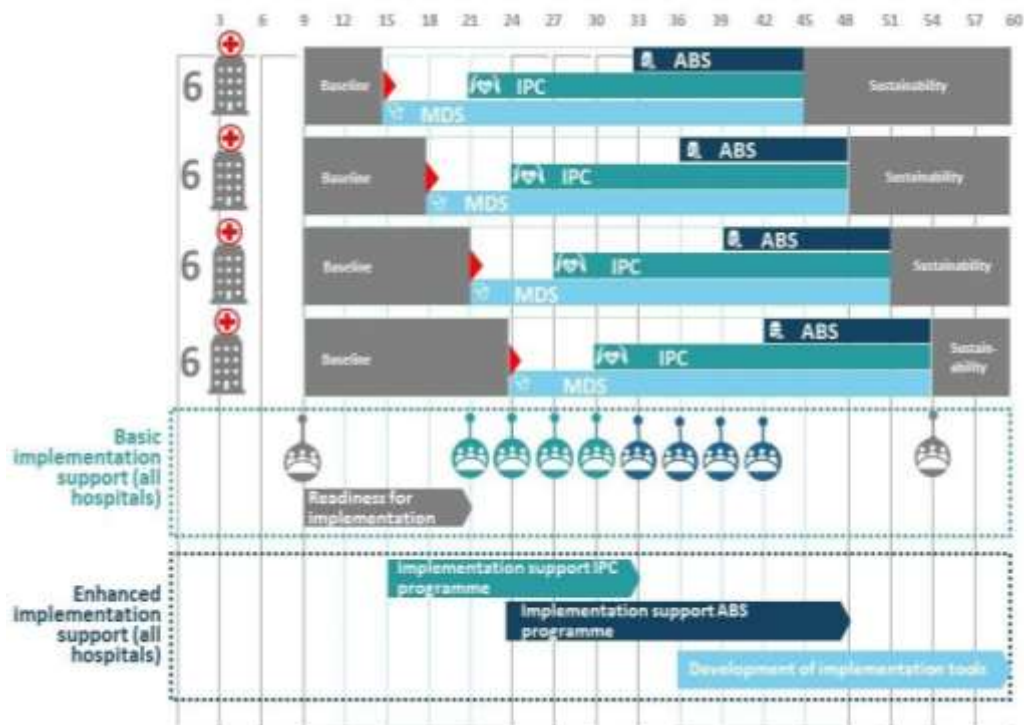 3 6 9 12 15 18 21 24 27 30 33 36 39 42 45 48 51 54 57 60
ABS
6 Baseline IPC Sustainability
MDS
ABS
6 Baseline IPC Sustainability
MDS
ABS
6 Baseline IPC Sustainability
MDS
ABS
6 Baseline IPC Sustain-
ability
MDS
Basic
implementation
support (all
hospitals)
Readiness for
implementation
Enhanced
implementation
support (all
hospitals)
Implementation support IPC
programme
Implementation support ABS
programme
Development of implementation tools